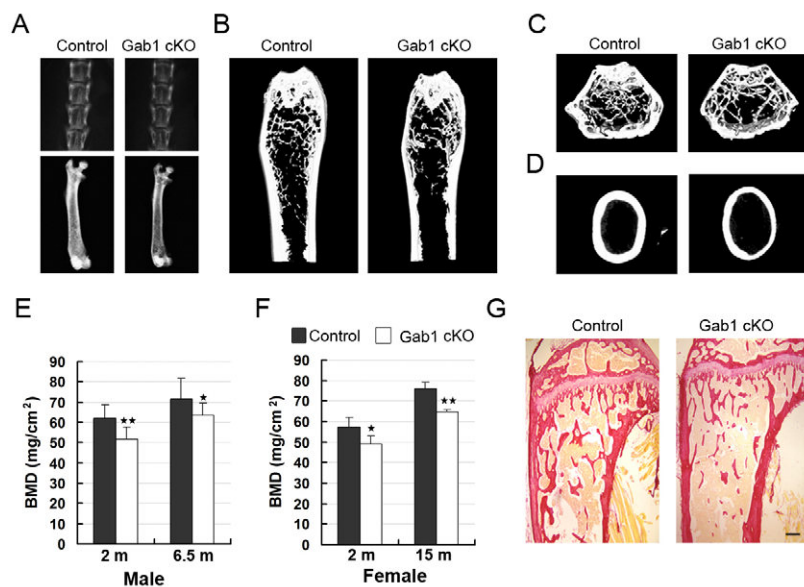 A
Control Gab1 cKO
B
Control Gab1 cKO
C
Control Gab1 cKO
D
E
BMD (mg/cm²)
90
80
70
60
50
40
30
20
10
0
★★
★
2 m 6.5 m
Male
F
Control Gab1 cKO
BMD (mg/cm²)
90
80
70
60
50
40
30
20
10
0
★
★★
2 m 15 m
Female
G
Control Gab1 cKO